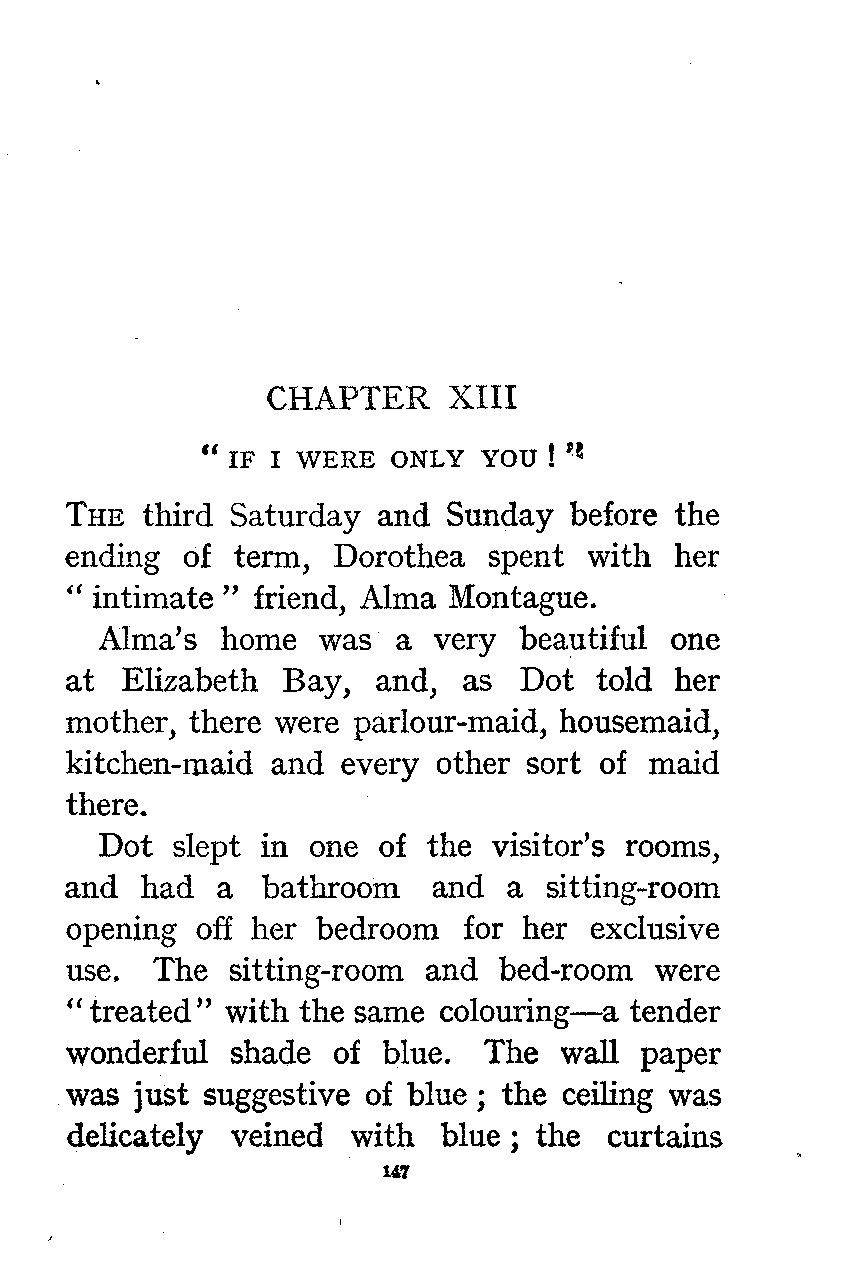 CHAPTER XIII
“ IF I WERE ONLY YOU ! ”
THE third Saturday and Sunday before the
ending of term, Dorothea spent with her
“ intimate ” friend, Alma Montague.
Alma’s home was a very beautiful one
at Elizabeth Bay, and, as Dot told her
mother, there were parlour-maid, housemaid,
kitchen-maid and every other sort of maid
there.
Dot slept in one of the visitor’s rooms,
and had a bathroom and a sitting-room
opening off her bedroom for her exclusive
use. The sitting-room and bed-room were
“ treated” with the same colouring—a tender
wonderful shade of blue. The wall paper
was just suggestive of blue ; the ceiling was
delicately veined with blue ; the curtains
147